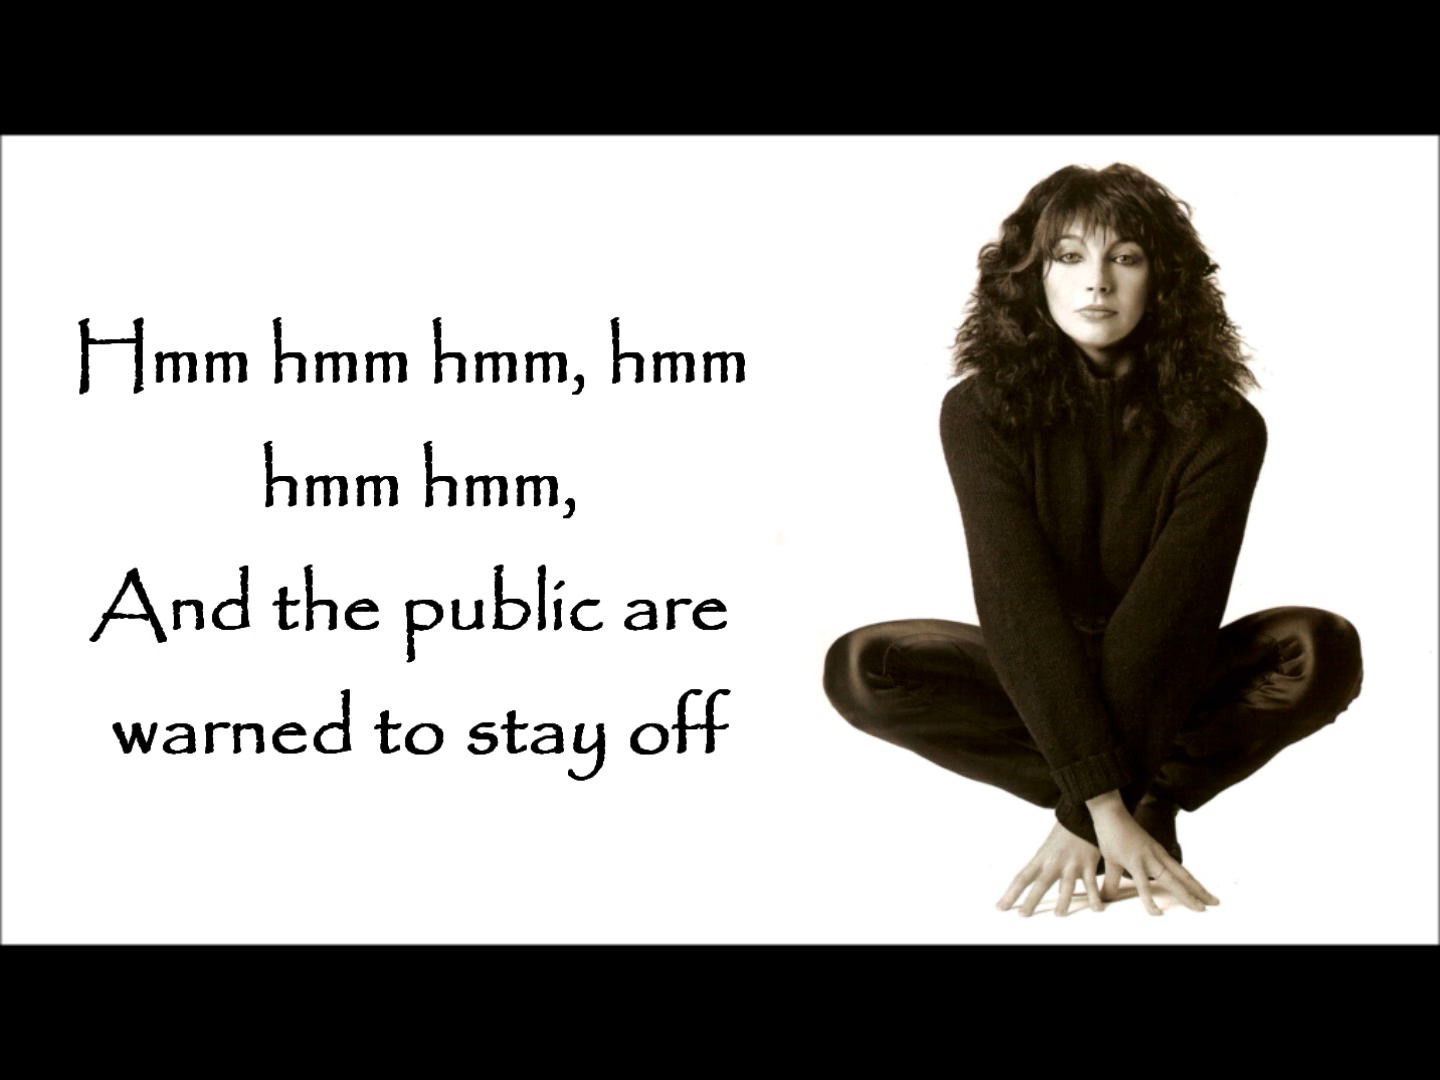 Hmm hmm hmm, hmm
hmm hmm,
And the public are
warned to stay off